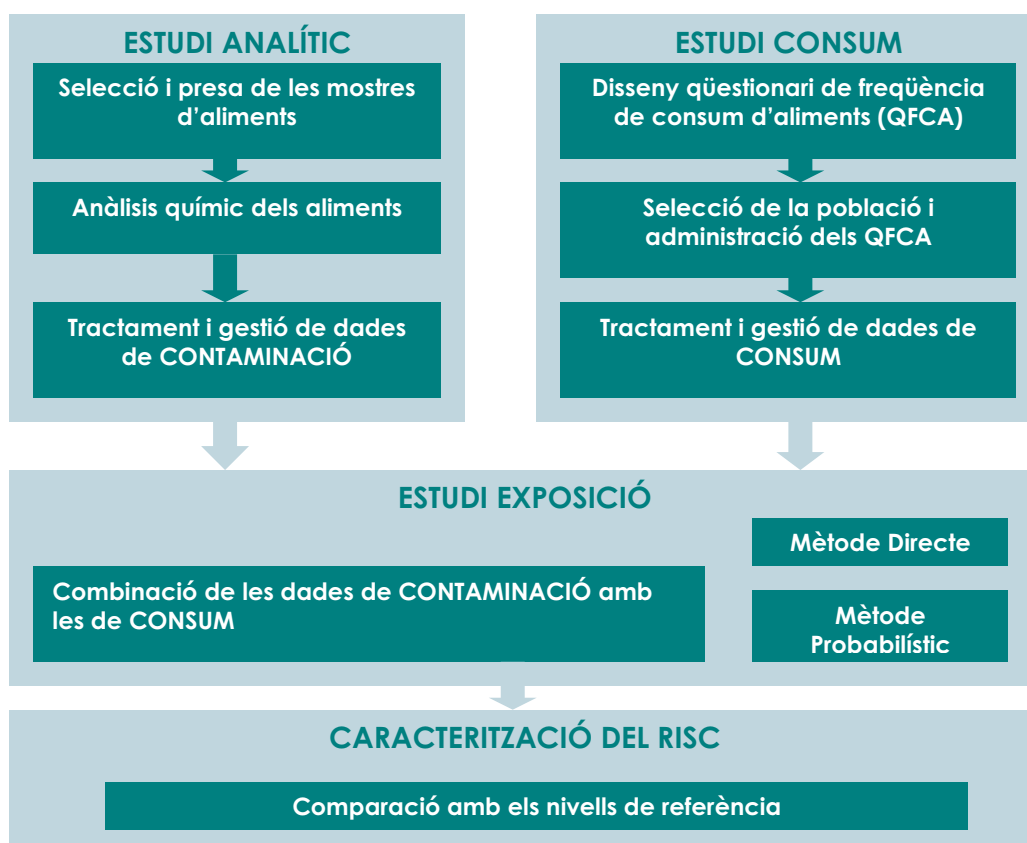 ESTUDI ANALÍTIC
Selecció i presa de les mostres
d’aliments
Anàlisis químic dels aliments
Tractament i gestió de dades
de CONTAMINACIÓ
ESTUDI CONSUM
Disseny qüestionari de freqüència
de consum d’aliments (QFCA)
Selecció de la població i
administració dels QFCA
Tractament i gestió de dades de
CONSUM
ESTUDI EXPOSICIÓ
Combinació de les dades de CONTAMINACIÓ amb
les de CONSUM
Mètode Directe
Mètode
Probabilístic
CARACTERITZACIÓ DEL RISC
Comparació amb els nivells de referència